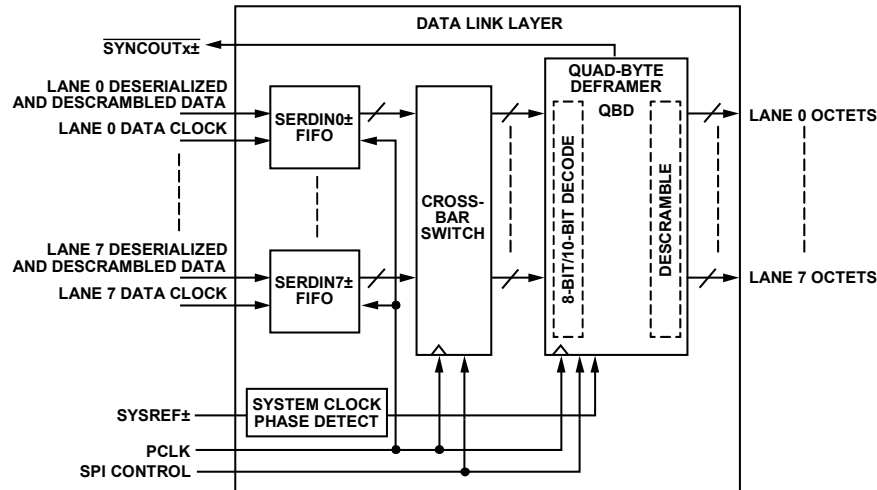 DATA LINK LAYER
SYNCOUTx±
QUAD-BYTE
DEFRAMER
QBD
LANE 0 DESERIALIZED
AND DESCRAMBLED DATA
LANE 0 DATA CLOCK
SERDIN0±
FIFO
LANE 0 OCTETS
CROSS-
BAR
SWITCH
8-BIT/10-BIT DECODE
DESCRAMBLE
LANE 7 DESERIALIZED
AND DESCRAMBLED DATA
LANE 7 DATA CLOCK
SERDIN7±
FIFO
LANE 7 OCTETS
SYSREF±
SYSTEM CLOCK
PHASE DETECT
PCLK
SPI CONTROL